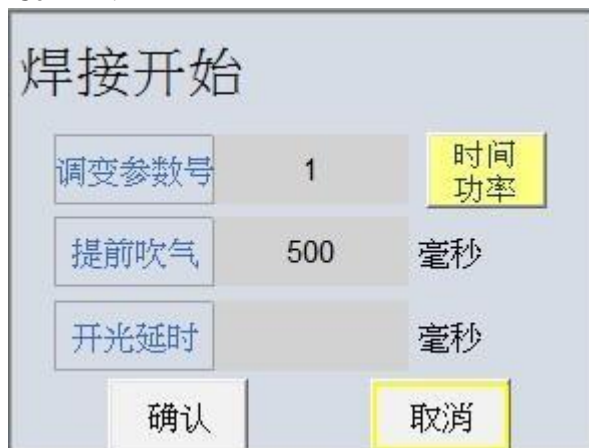 焊接开始
调变参数号 1 时间
功率
提前吹气 500 毫秒
开光延时 毫秒
确认 取消